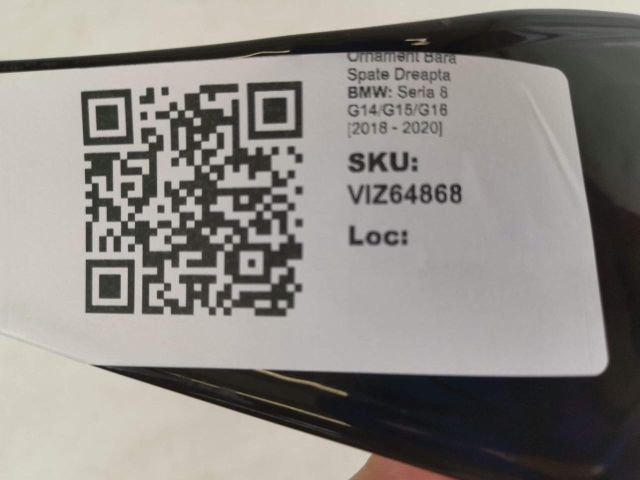 Ornament Bara
Spate Dreapta
BMW: Seria 8
G14/G15/G16
[2018 - 2020]
SKU:
VIZ64868
Loc: